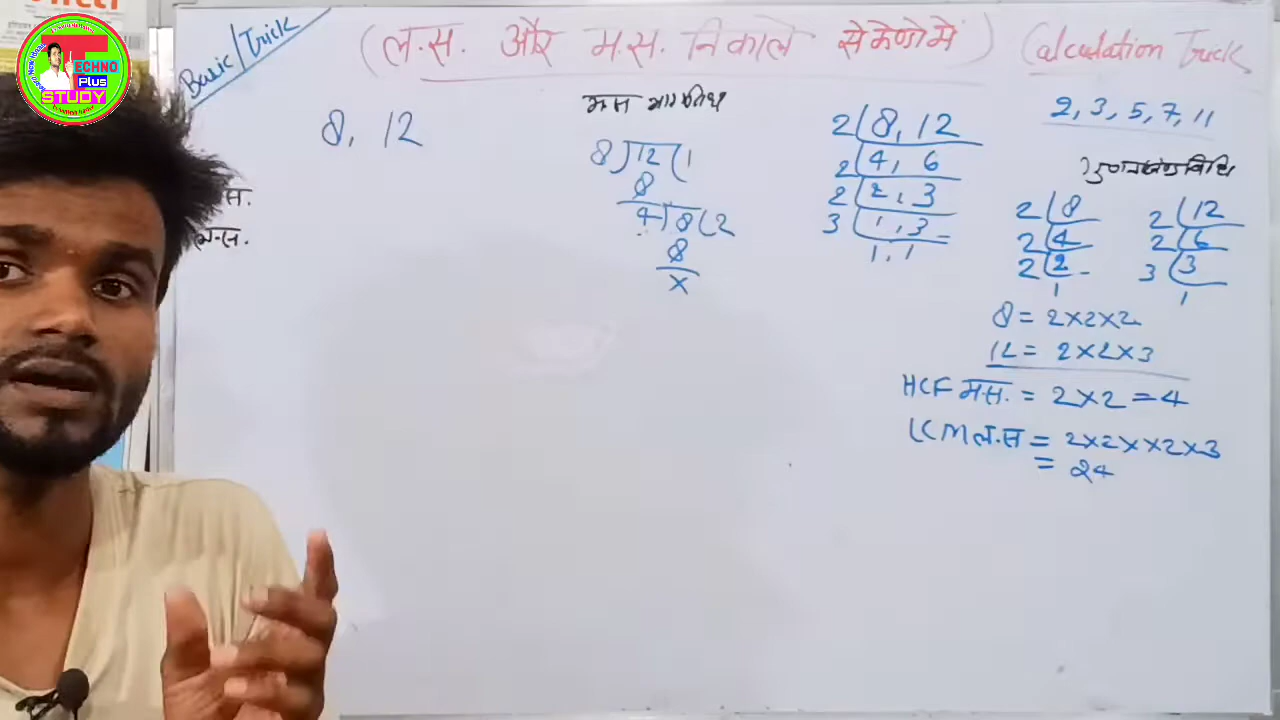 TECHNO
Plus
STUDY
Basic/Trick
(ल.स. और म.स. निकाले सेकेण्डो में) Calculation Trick
8, 12
8 ) 12 ( 1
8
4 ) 8 ( 2
8
x
2 | 8, 12
2 | 4, 6
2 | 2, 3
3 | 1, 3
1, 1
2, 3, 5, 7, 11
गुणनखण्ड विधि
2 | 8
2 | 4
2 | 2
1
2 | 12
2 | 6
3 | 3
1
8 = 2×2×2
12 = 2×2×3
HCF म.स. = 2×2 = 4
LCM ल.स = 2×2××2×3
= 24